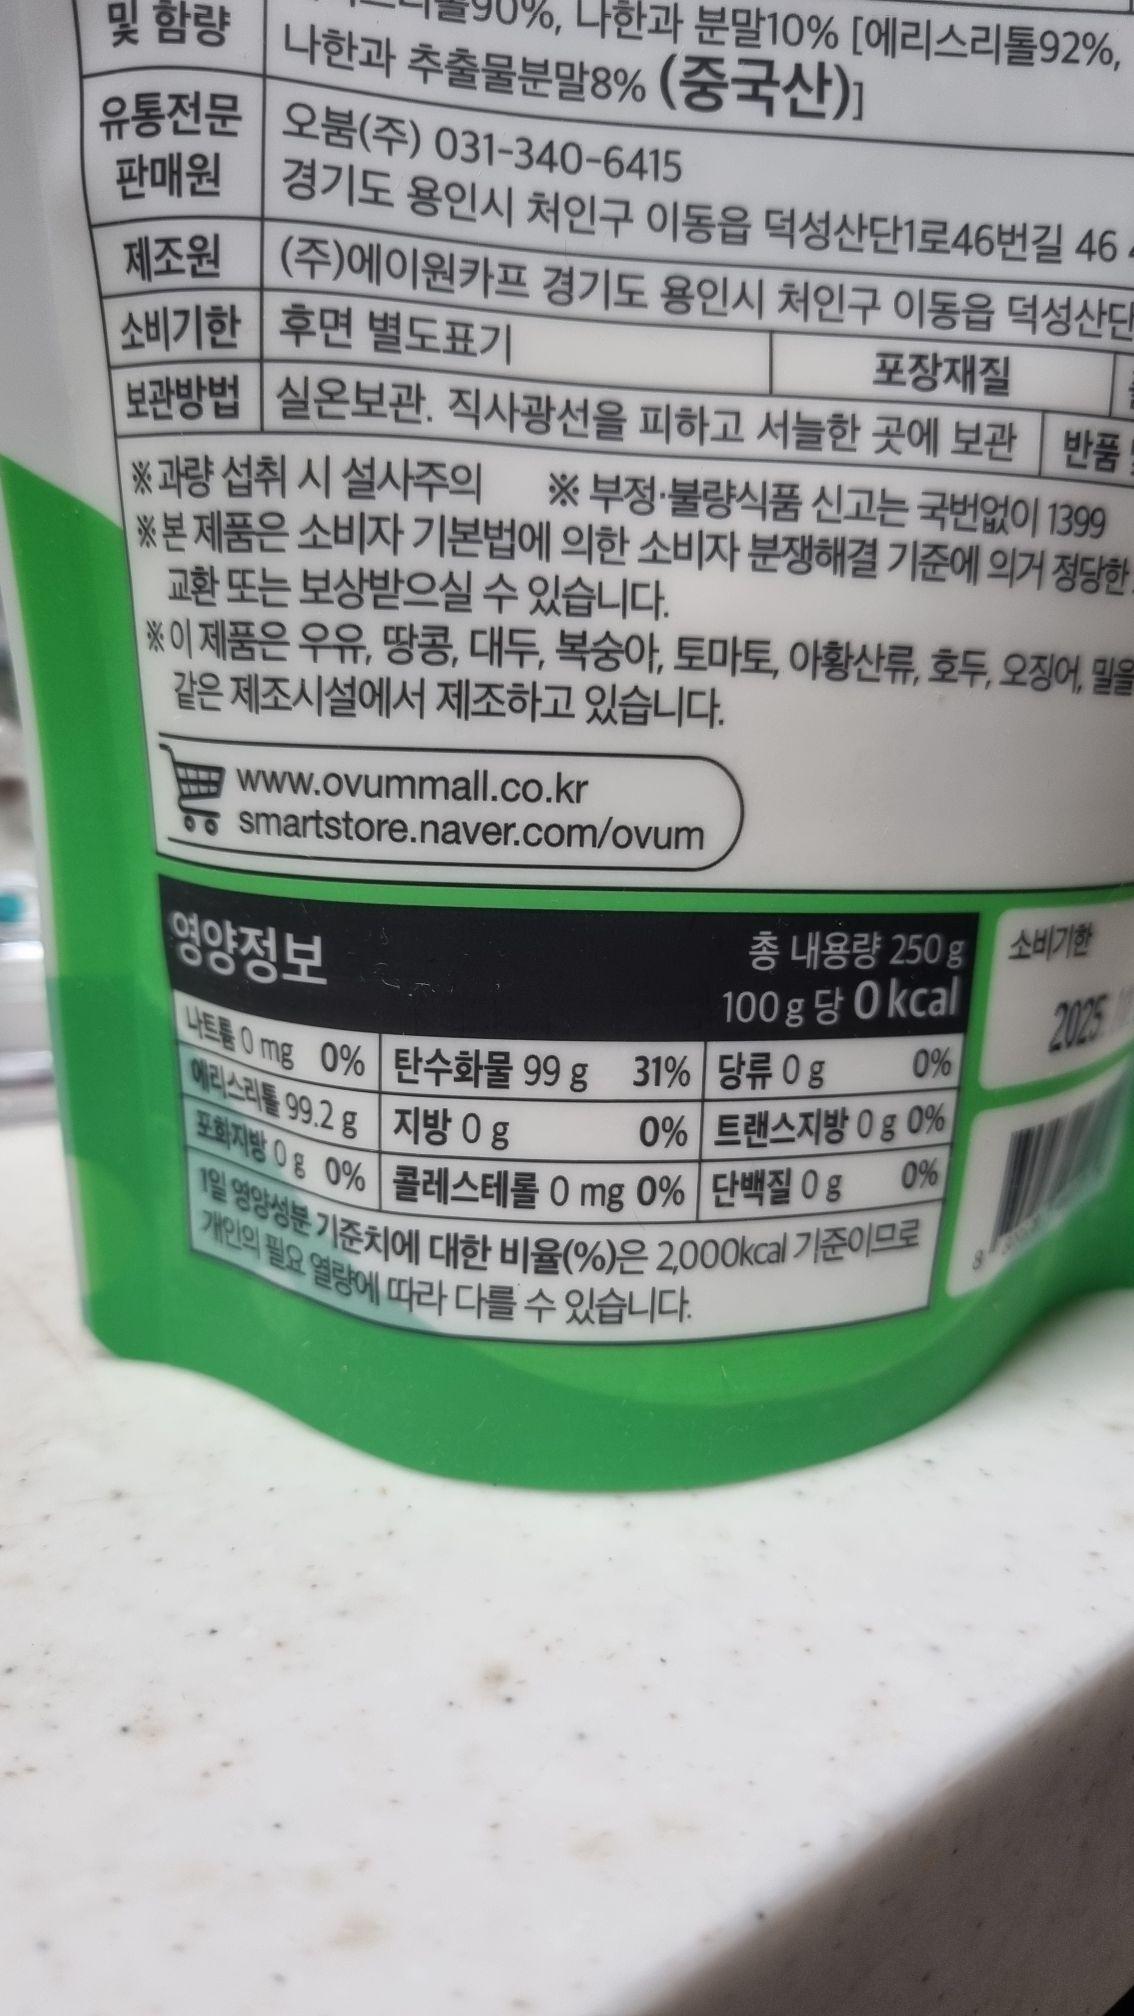 및 함량
90%, 나한과 분말10% [에리스리톨92%,
나한과 추출물분말8% (중국산)]
유통전문
판매원
오붐(주) 031-340-6415
경기도 용인시 처인구 이동읍 덕성산단1로46번길 46
제조원
(주)에이원카프 경기도 용인시 처인구 이동읍 덕성산단
소비기한
후면 별도표기
포장재질
보관방법
실온보관. 직사광선을 피하고 서늘한 곳에 보관
반품
※과량 섭취 시 설사주의 ※ 부정·불량식품 신고는 국번없이 1399
※본 제품은 소비자 기본법에 의한 소비자 분쟁해결 기준에 의거 정당한
교환 또는 보상받으실 수 있습니다.
※이 제품은 우유, 땅콩, 대두, 복숭아, 토마토, 아황산류, 호두, 오징어, 밀을
같은 제조시설에서 제조하고 있습니다.
www.ovummall.co.kr
smartstore.naver.com/ovum
영양정보
총 내용량 250 g
100 g 당 0 kcal
나트륨 0 mg 0% 탄수화물 99 g 31% 당류 0 g 0%
에리스리톨 99.2 g 지방 0 g 0% 트랜스지방 0 g 0%
포화지방 0 g 0% 콜레스테롤 0 mg 0% 단백질 0 g 0%
1일 영양성분 기준치에 대한 비율(%)은 2,000kcal 기준이므로
개인의 필요 열량에 따라 다를 수 있습니다.
소비기한
2025
8